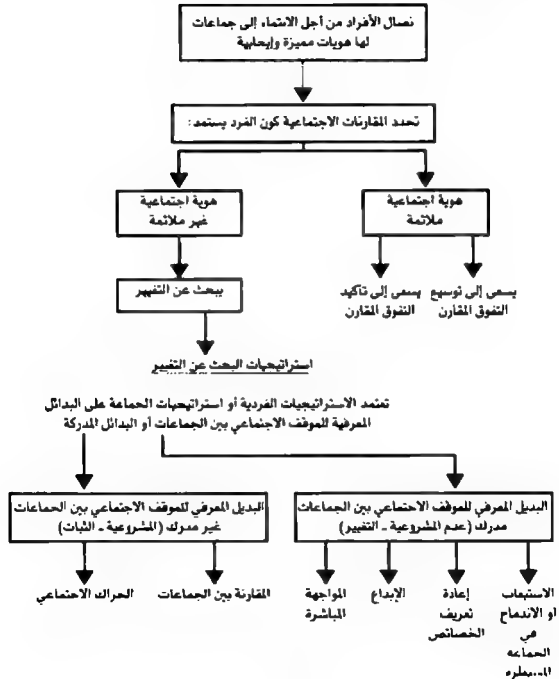 نضال الأفراد من أجل الانتماء إلى جماعات
لها هويات مميزة وإيجابية
تحدد المقارنات الاجتماعية كون الفرد يستمد:
هوية اجتماعية
ملائمة
هوية اجتماعية
غير ملائمة
يسعى إلى توسيع
التفوق المقارن
يسعى إلى تأكيد
التفوق المقارن
يبحث عن التغيير
استراتيجيات البحث عن التغيير
تعتمد الاستراتيجيات الفردية أو استراتيجيات الجماعة على البدائل
المعرفية للموقف الاجتماعي بين الجماعات أو البدائل المدركة
البديل المعرفي للموقف الاجتماعي بين الجماعات
مدرك (عدم المشروعية - التغيير)
البديل المعرفي للموقف الاجتماعي بين الجماعات
غير مدرك (المشروعية - الثبات)
الاستيعاب
او الاندماج
في
الجماعة
المسيطرة
إعادة
تعريف
الخصائص
الإبداع
المواجهة
المباشرة
المقارنة بين الجماعات
الحراك الاجتماعي